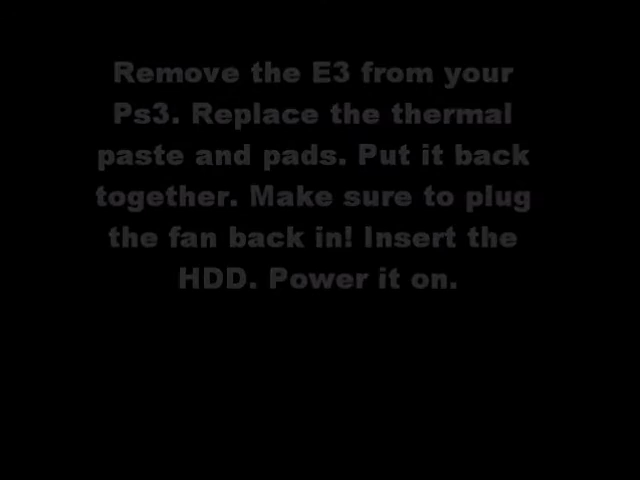 Remove the E3 from your
Ps3. Replace the thermal
paste and pads. Put it back
together. Make sure to plug
the fan back in! Insert the
HDD. Power it on.